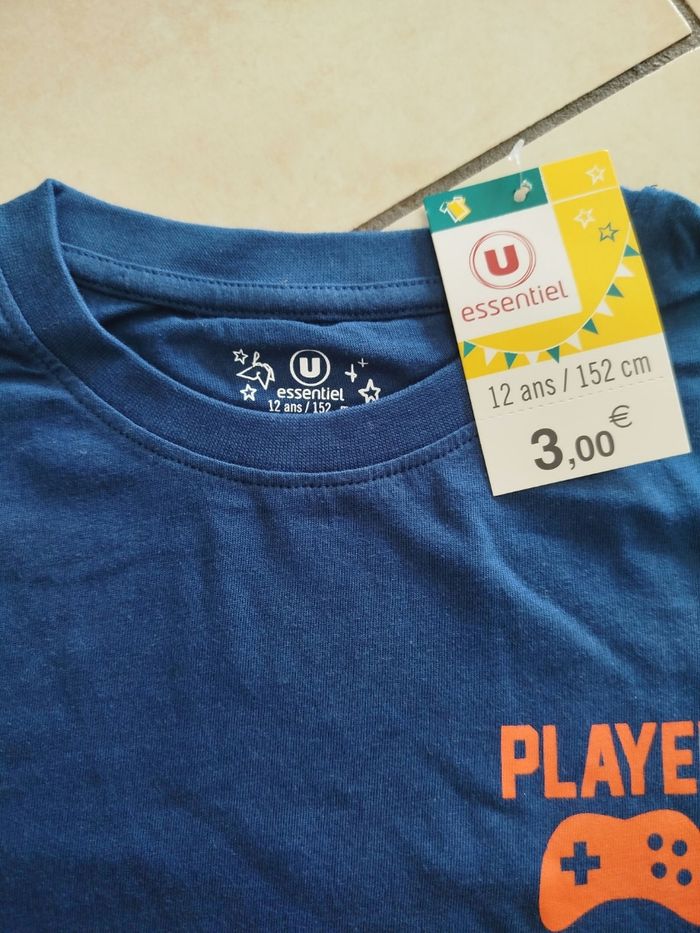 U
essentiel
12 ans / 152 cm
3,00€
U
essentiel
12 ans / 152
PLAYE